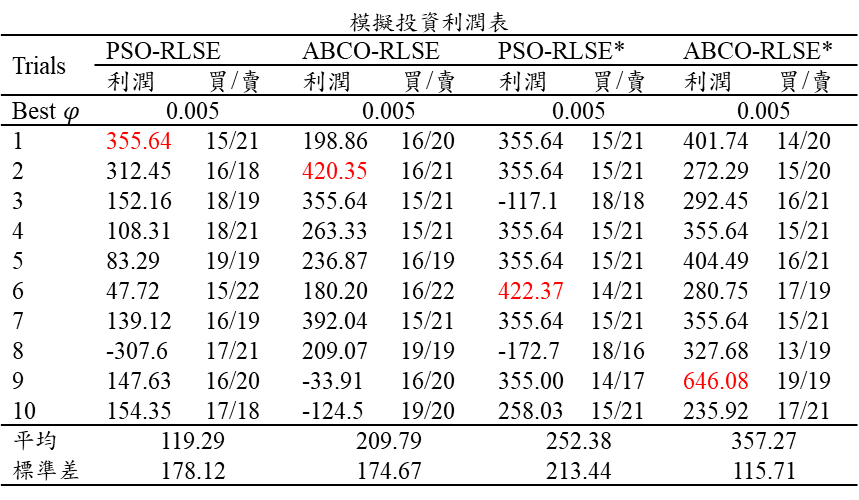 模擬投資利潤表
Trials PSO-RLSE ABCO-RLSE PSO-RLSE* ABCO-RLSE*
利潤 買/賣 利潤 買/賣 利潤 買/賣 利潤 買/賣
Best φ 0.005 0.005 0.005 0.005
1 355.64 15/21 198.86 16/20 355.64 15/21 401.74 14/20
2 312.45 16/18 420.35 16/21 355.64 15/21 272.29 15/20
3 152.16 18/19 355.64 15/21 -117.1 18/18 292.45 16/21
4 108.31 18/21 263.33 15/21 355.64 15/21 355.64 15/21
5 83.29 19/19 236.87 16/19 355.64 15/21 404.49 16/21
6 47.72 15/22 180.20 16/22 422.37 14/21 280.75 17/19
7 139.12 16/19 392.04 15/21 355.64 15/21 355.64 15/21
8 -307.6 17/21 209.07 19/19 -172.7 18/16 327.68 13/19
9 147.63 16/20 -33.91 16/20 355.00 14/17 646.08 19/19
10 154.35 17/18 -124.5 19/20 258.03 15/21 235.92 17/21
平均 119.29 209.79 252.38 357.27
標準差 178.12 174.67 213.44 115.71